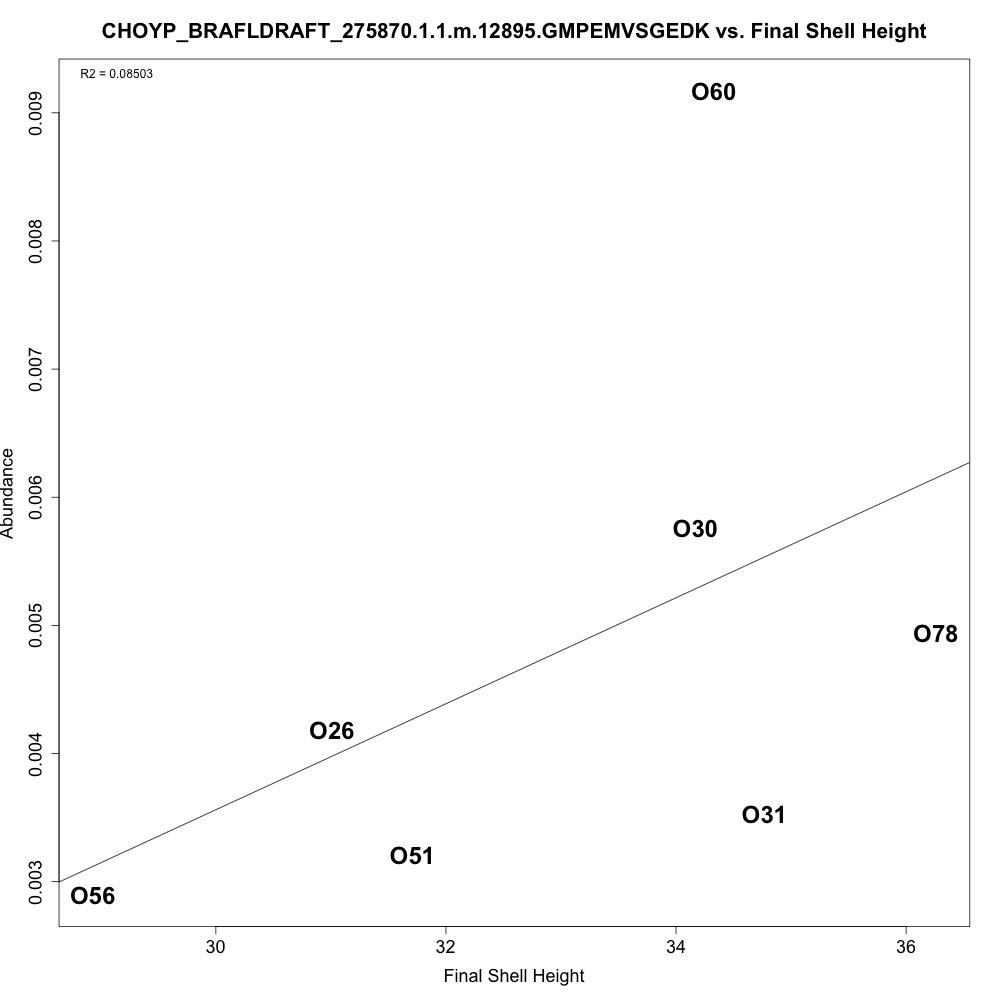 CHOYP_BRAFLDRAFT_275870.1.1.m.12895.GMPEMVSGEDK vs. Final Shell Height
R2 = 0.08503
O60
0.009
0.008
0.007
Abundance
0.006
O30
0.005
O78
O26
0.004
O31
O51
0.003
O56
30 32 34 36
Final Shell Height